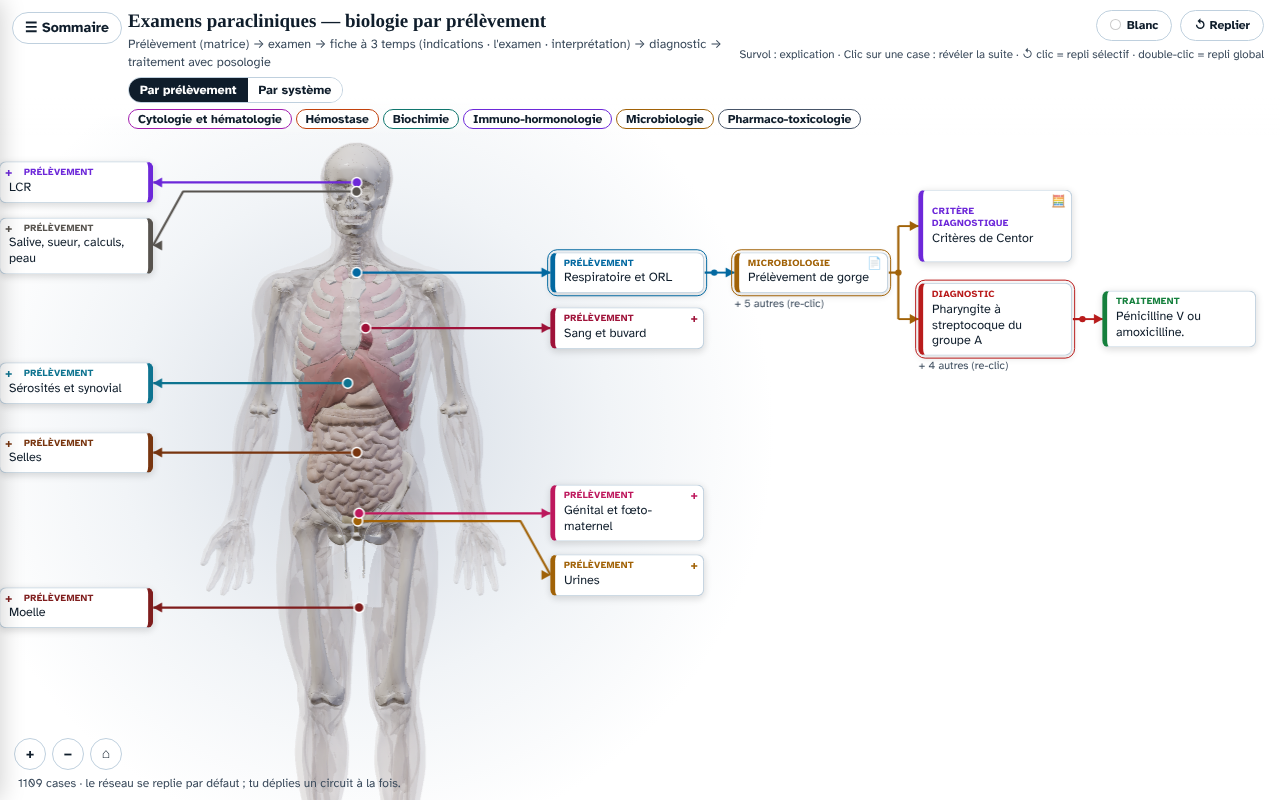 ☰ Sommaire
Examens paracliniques — biologie par prélèvement
Prélèvement (matrice) → examen → fiche à 3 temps (indications · l'examen · interprétation) → diagnostic →
traitement avec posologie
Blanc
↺ Replier
Survol : explication · Clic sur une case : révéler la suite · ↺ clic = repli sélectif · double-clic = repli global
Par prélèvement
Par système
Cytologie et hématologie
Hémostase
Biochimie
Immuno-hormonologie
Microbiologie
Pharmaco-toxicologie
+ PRÉLÈVEMENT
LCR
+ PRÉLÈVEMENT
Salive, sueur, calculs,
peau
+ PRÉLÈVEMENT
Sérosités et synovial
+ PRÉLÈVEMENT
Selles
+ PRÉLÈVEMENT
Moelle
PRÉLÈVEMENT
Respiratoire et ORL
PRÉLÈVEMENT +
Sang et buvard
PRÉLÈVEMENT +
Génital et fœto-
maternel
PRÉLÈVEMENT +
Urines
MICROBIOLOGIE
Prélèvement de gorge
+ 5 autres (re-clic)
CRITÈRE
DIAGNOSTIQUE
Critères de Centor
DIAGNOSTIC
Pharyngite à
streptocoque du
groupe A
+ 4 autres (re-clic)
TRAITEMENT
Pénicilline V ou
amoxicilline.
+
−
⌂
1109 cases · le réseau se replie par défaut ; tu déplies un circuit à la fois.